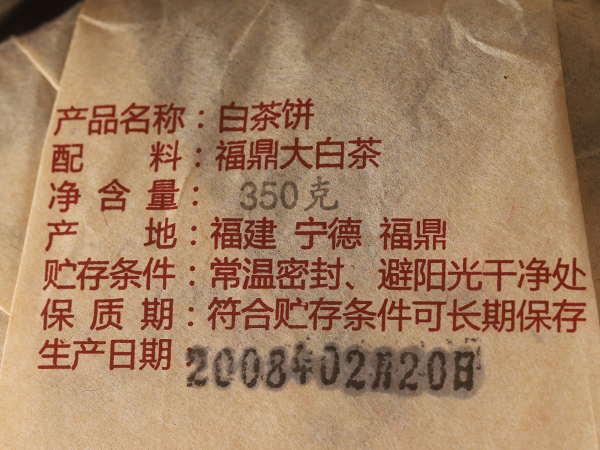 产品名称：白茶饼
配料：福鼎大白茶
净含量：350克
产地：福建 宁德 福鼎
贮存条件：常温密封、避阳光干净处
保质期：符合贮存条件可长期保存
生产日期：2008年02月20日